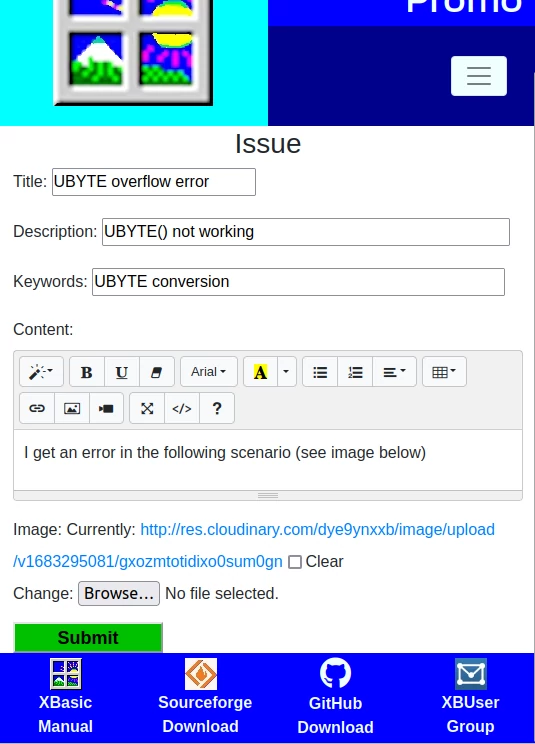 Promo
Issue
Title: UBYTE overflow error
Description: UBYTE() not working
Keywords: UBYTE conversion
Content:
B U Arial A
</> ?
I get an error in the following scenario (see image below)
Image: Currently: http://res.cloudinary.com/dye9ynxxb/image/upload
/v1683295081/gxozmtotidixo0sum0gn Clear
Change: Browse... No file selected.
Submit
XBasic Sourceforge GitHub XBUser
Manual Download Download Group